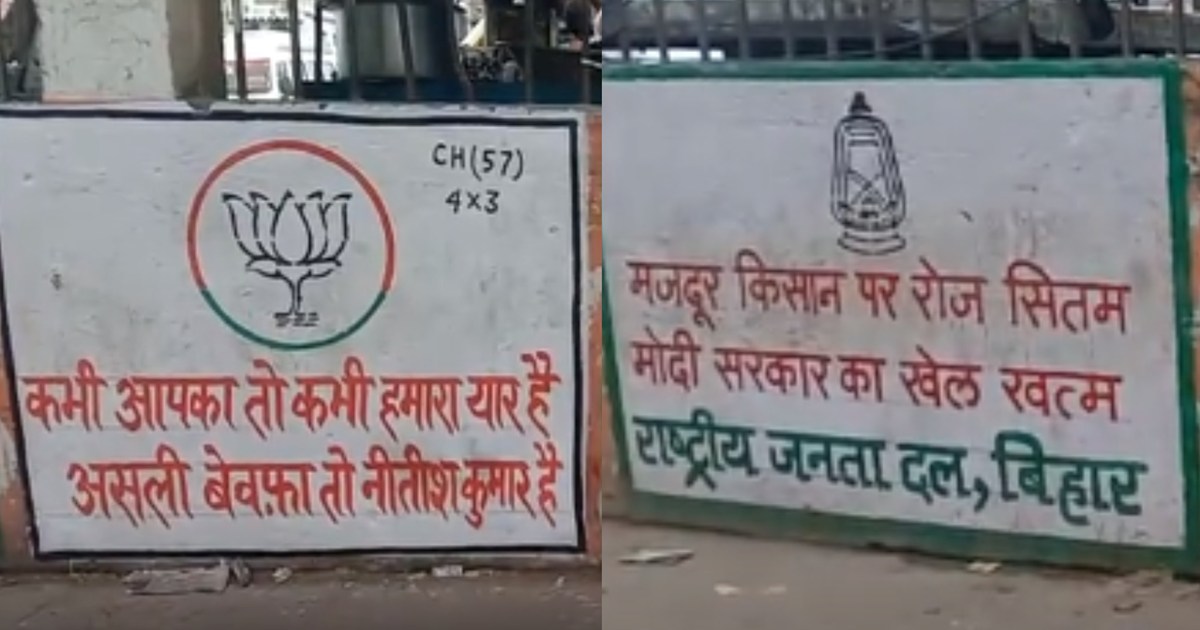 CH(57)
4×3
कभी आपका तो कभी हमारा यार है
असली बेवफ़ा तो नीतीश कुमार है
मजदूर किसान पर रोज सितम
मोदी सरकार का खेल खत्म
राष्ट्रीय जनता दल, बिहार